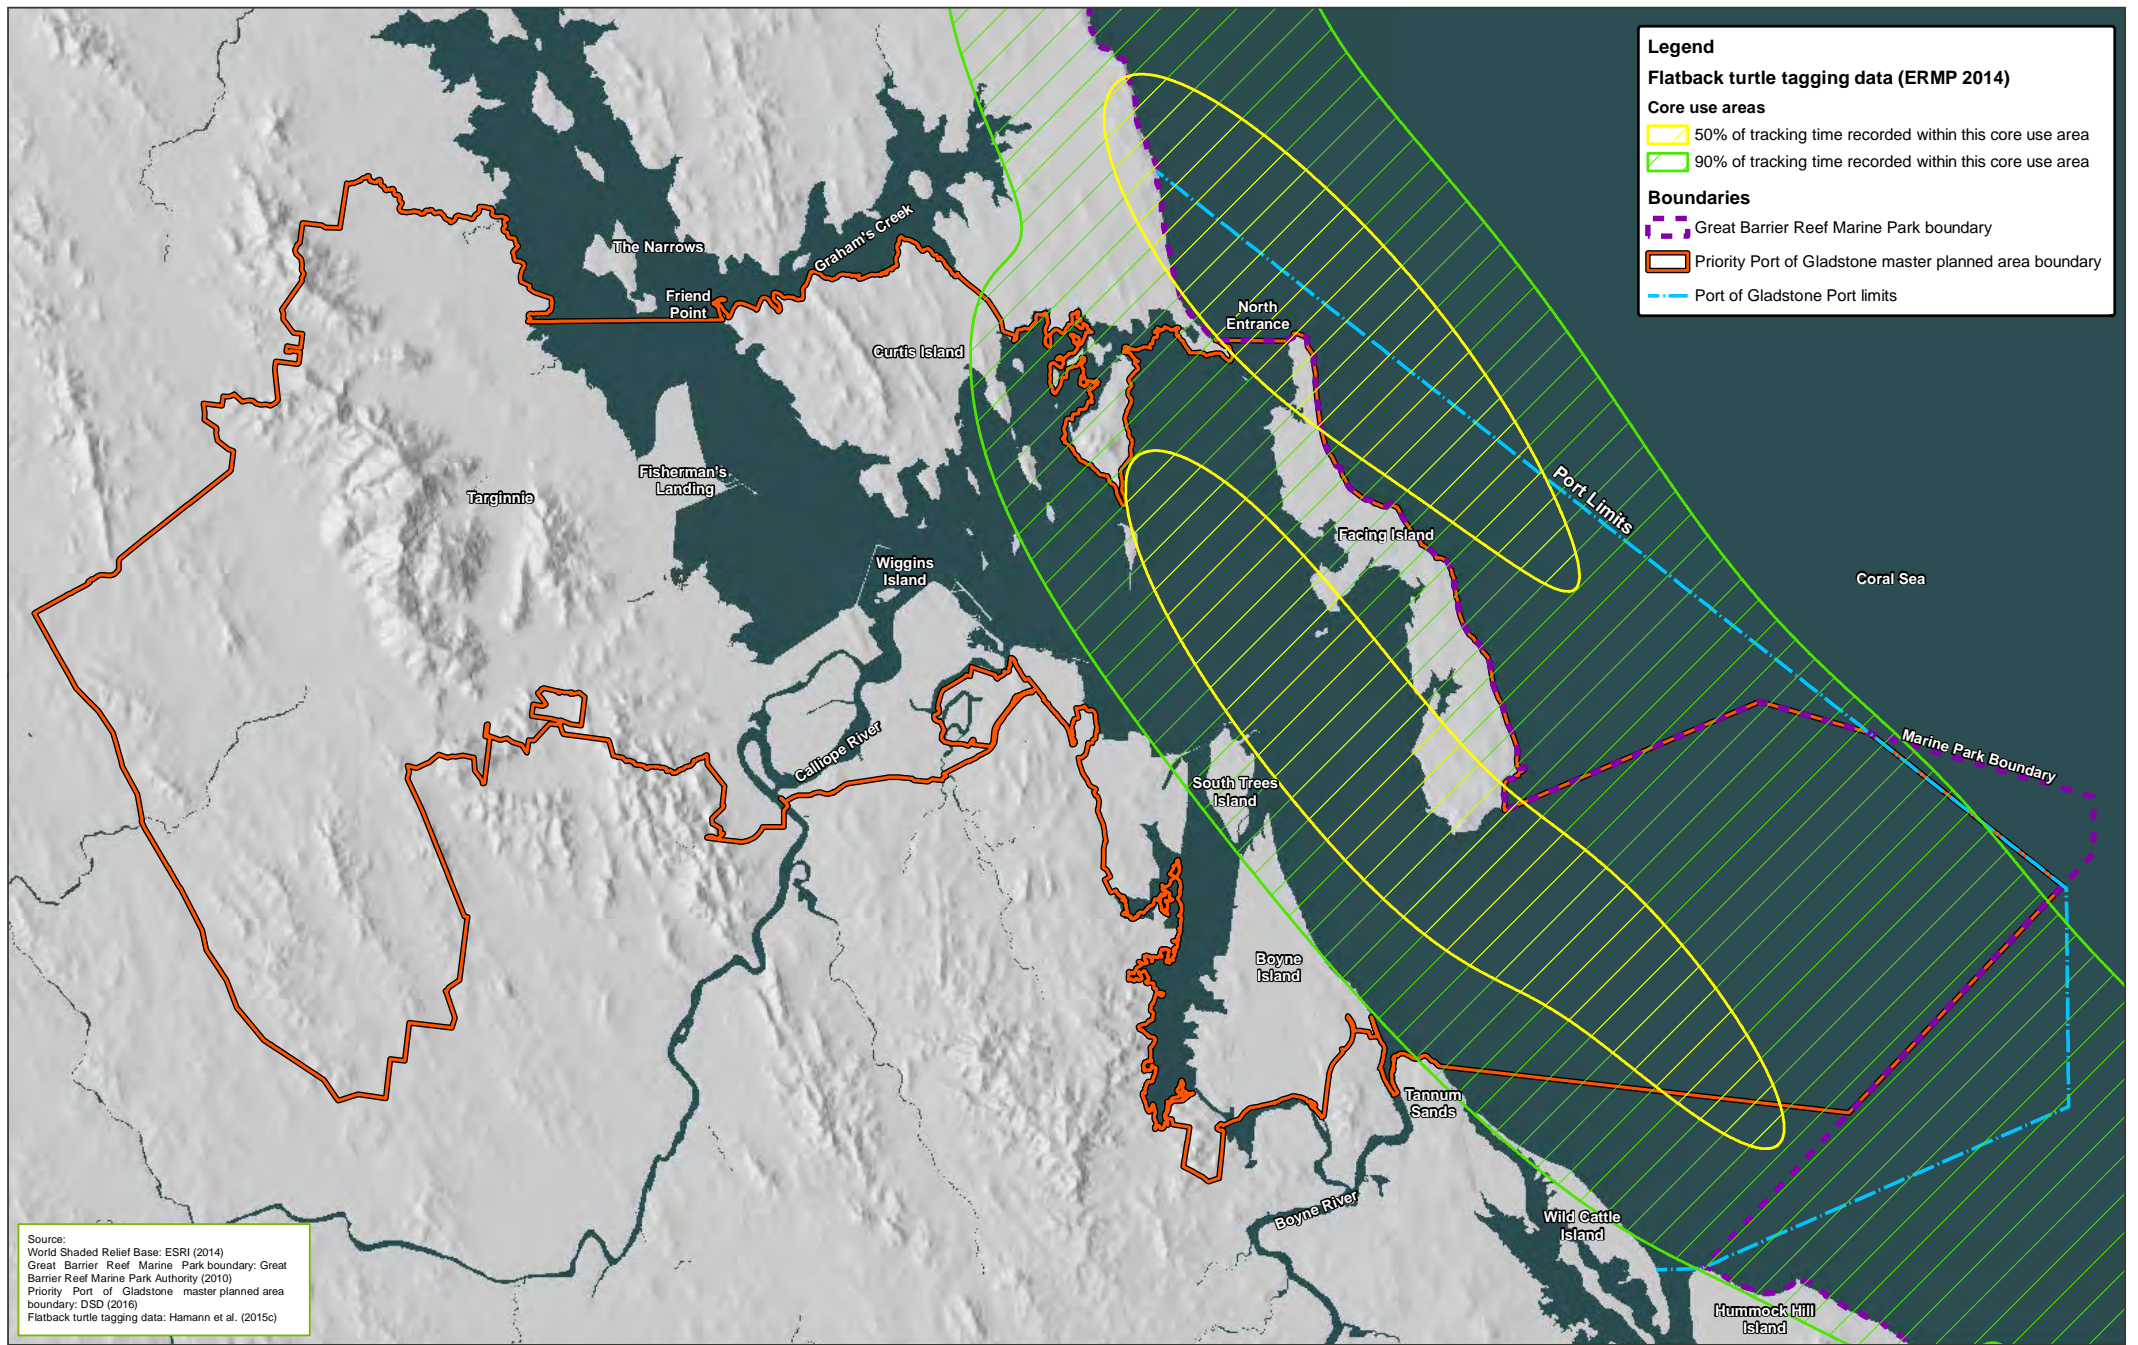 Legend
Flatback turtle tagging data (ERMP 2014)
Core use areas
50% of tracking time recorded within this core use area
90% of tracking time recorded within this core use area
Boundaries
Great Barrier Reef Marine Park boundary
Priority Port of Gladstone master planned area boundary
Port of Gladstone Port limits
Graham's Creek
The Narrows
Friend
Point
North
Entrance
Curtis Island
Fisherman's
Landing
Targinnie
Port Limits
Facing Island
Wiggins
Island
Coral Sea
Calliope River
Marine Park Boundary
South Trees
Island
Boyne
Island
Tannum
Sands
Boyne River
Wild Cattle
Island
Hummock Hill
Island
Source:
World Shaded Relief Base: ESRI (2014)
Great Barrier Reef Marine Park boundary: Great
Barrier Reef Marine Park Authority (2010)
Priority Port of Gladstone master planned area
boundary: DSD (2016)
Flatback turtle tagging data: Hamann et al. (2015c)